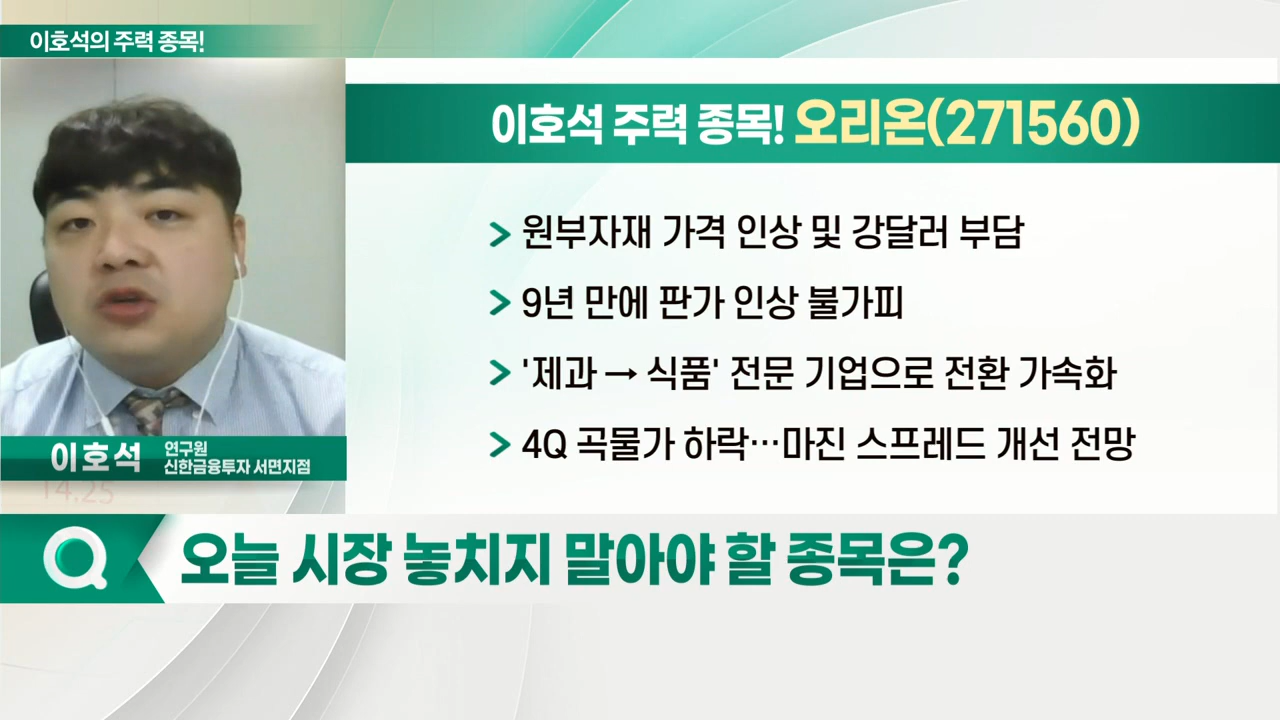 이호석의 주력 종목!
이호석 주력 종목! 오리온(271560)
> 원부자재 가격 인상 및 강달러 부담
> 9년 만에 판가 인상 불가피
> '제과 → 식품' 전문 기업으로 전환 가속화
> 4Q 곡물가 하락…마진 스프레드 개선 전망
이호석 연구원
신한금융투자 서면지점
14:25
Q 오늘 시장 놓치지 말아야 할 종목은?